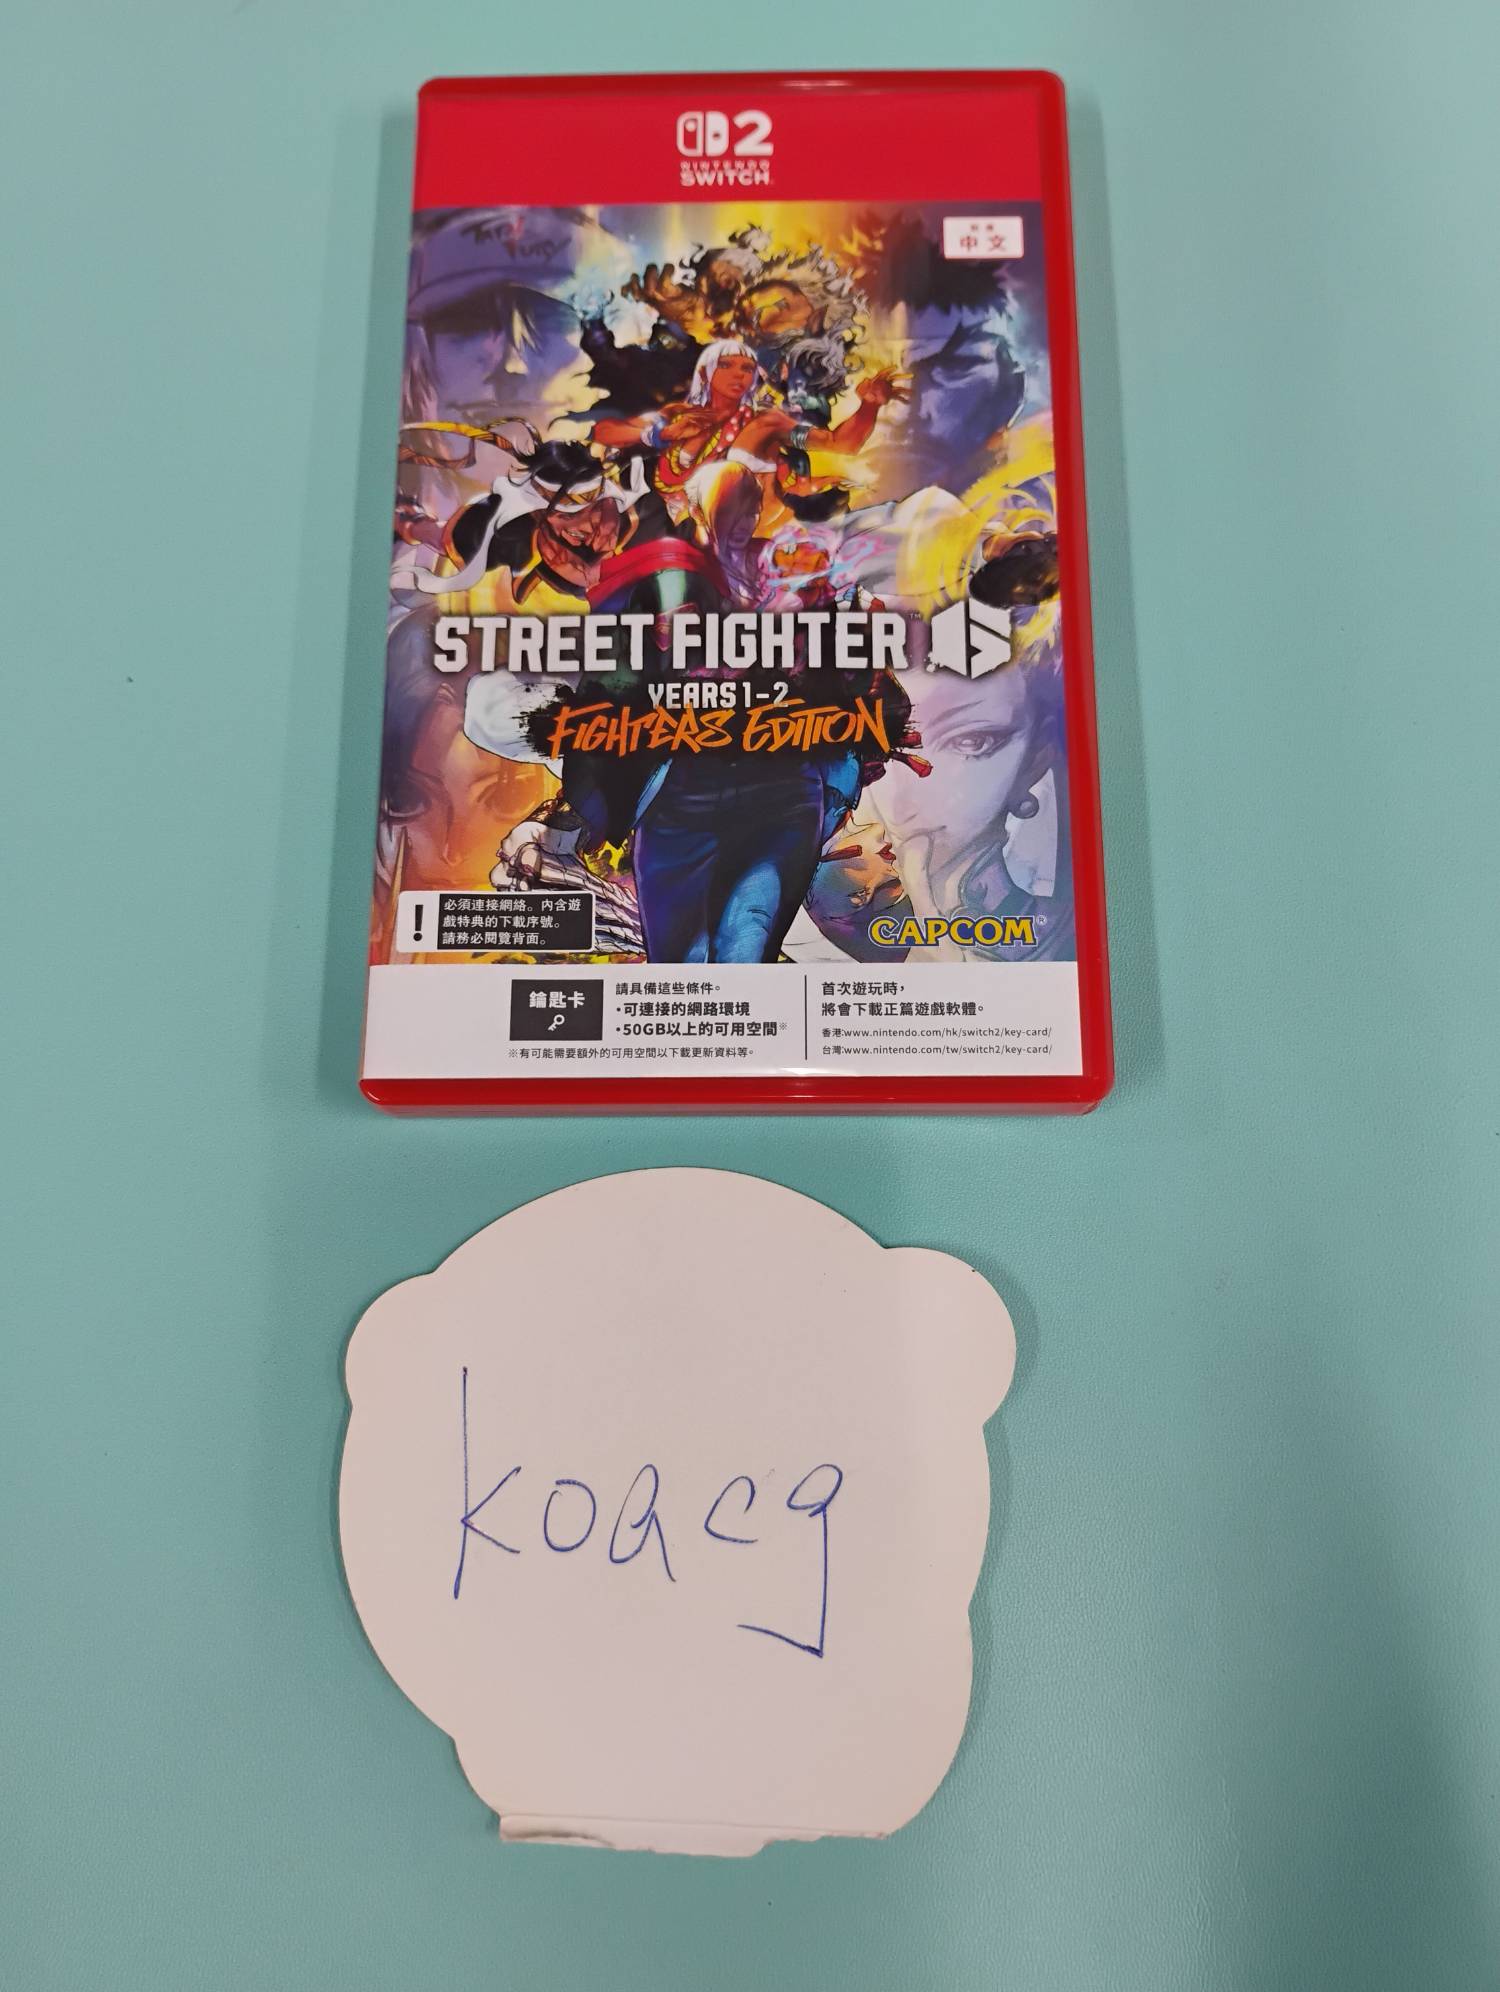 2
NINTENDO
SWITCH
對應
中文
STREET FIGHTER 6
YEARS 1-2
FIGHTERS EDITION
!
必須連接網絡。內含遊
戲特典的下載序號。
請務必閱覽背面。
CAPCOM
鑰匙卡
請具備這些條件。
・可連接的網路環境
・50GB以上的可用空間※
※有可能需要額外的可用空間以下載更新資料等。
首次遊玩時，
將會下載正篇遊戲軟體。
香港:www.nintendo.com/hk/switch2/key-card/
台灣:www.nintendo.com/tw/switch2/key-card/
koacg